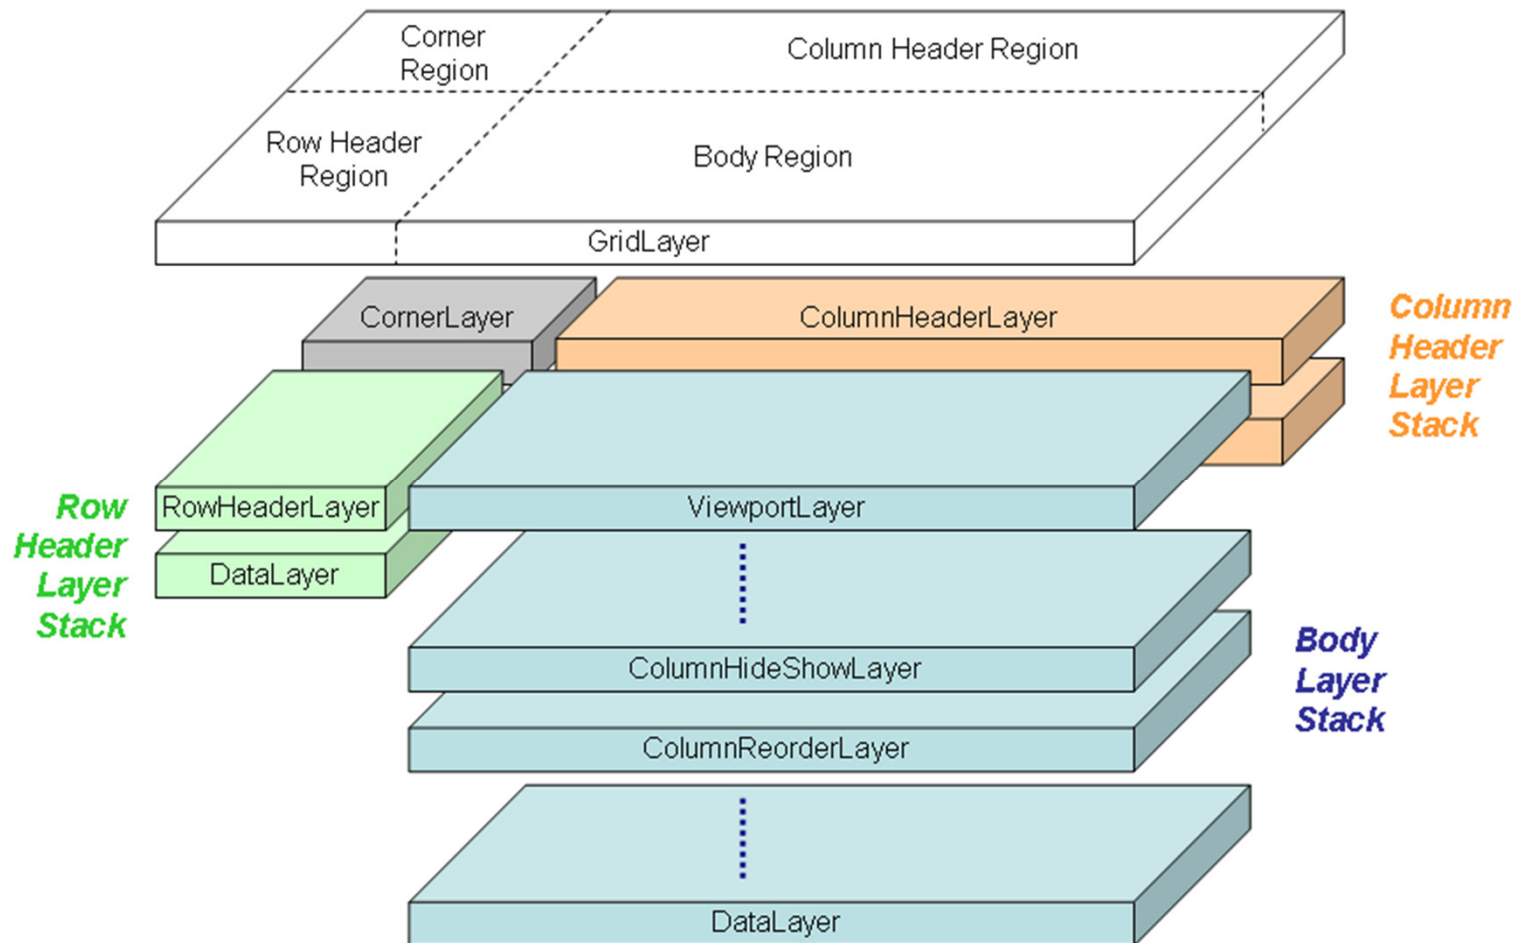 Corner
Region
Column Header Region
Row Header
Region
Body Region
GridLayer
CornerLayer
ColumnHeaderLayer
Column
Header
Layer
Stack
RowHeaderLayer
ViewportLayer
Row
Header
Layer
Stack
DataLayer
ColumnHideShowLayer
Body
Layer
Stack
ColumnReorderLayer
DataLayer